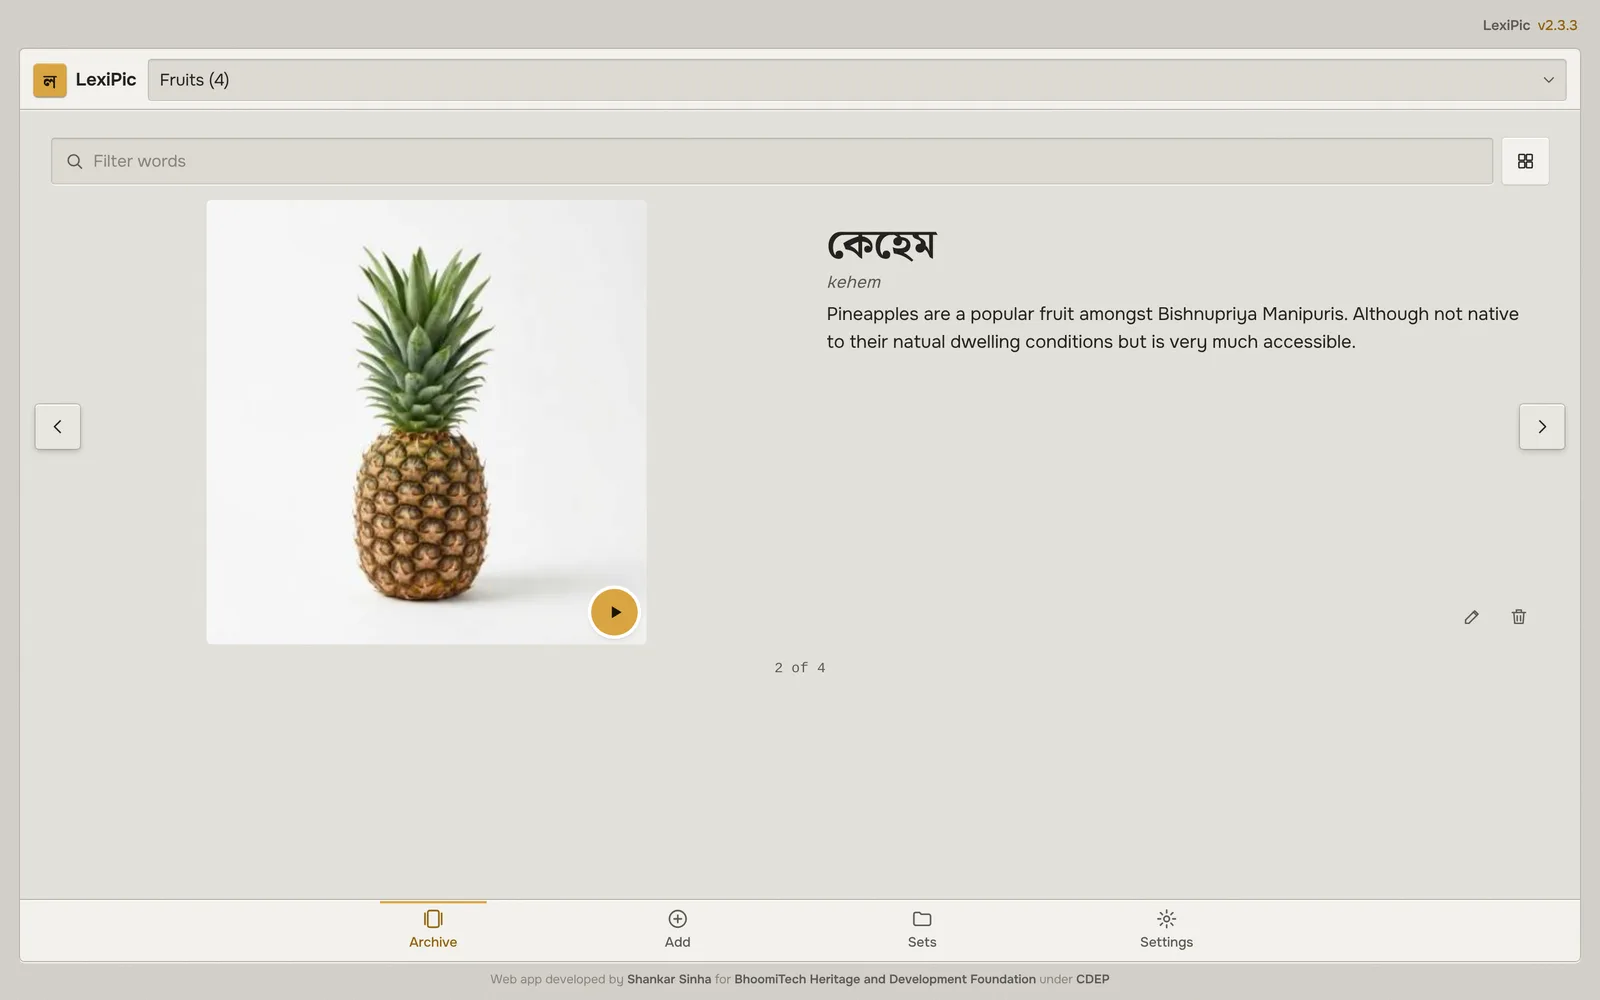 LexiPic v2.3.3
ল LexiPic Fruits (4)
Filter words
কেহেম
kehem
Pineapples are a popular fruit amongst Bishnupriya Manipuris. Although not native
to their natual dwelling conditions but is very much accessible.
2 of 4
Archive Add Sets Settings
Web app developed by Shankar Sinha for BhoomiTech Heritage and Development Foundation under CDEP